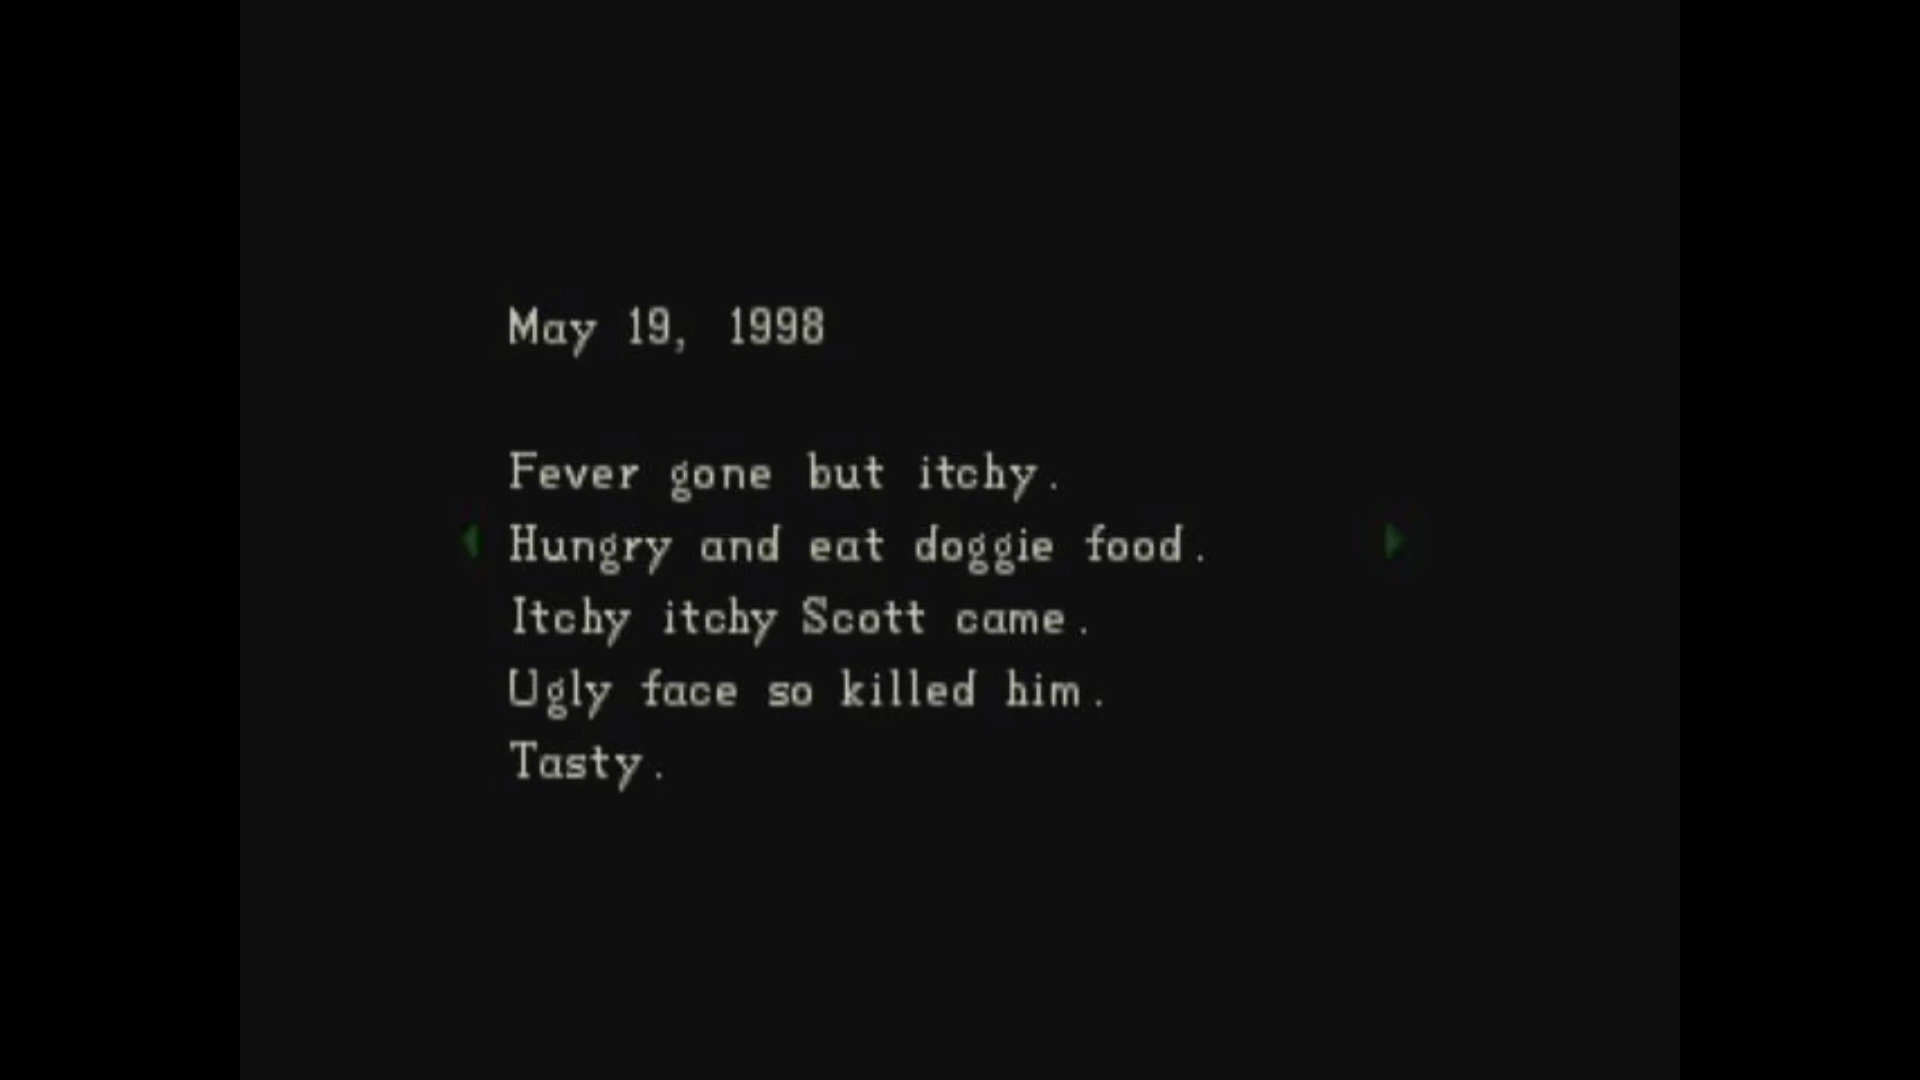 May 19, 1998
Fever gone but itchy.
Hungry and eat doggie food.
Itchy itchy Scott came.
Ugly face so killed him.
Tasty.